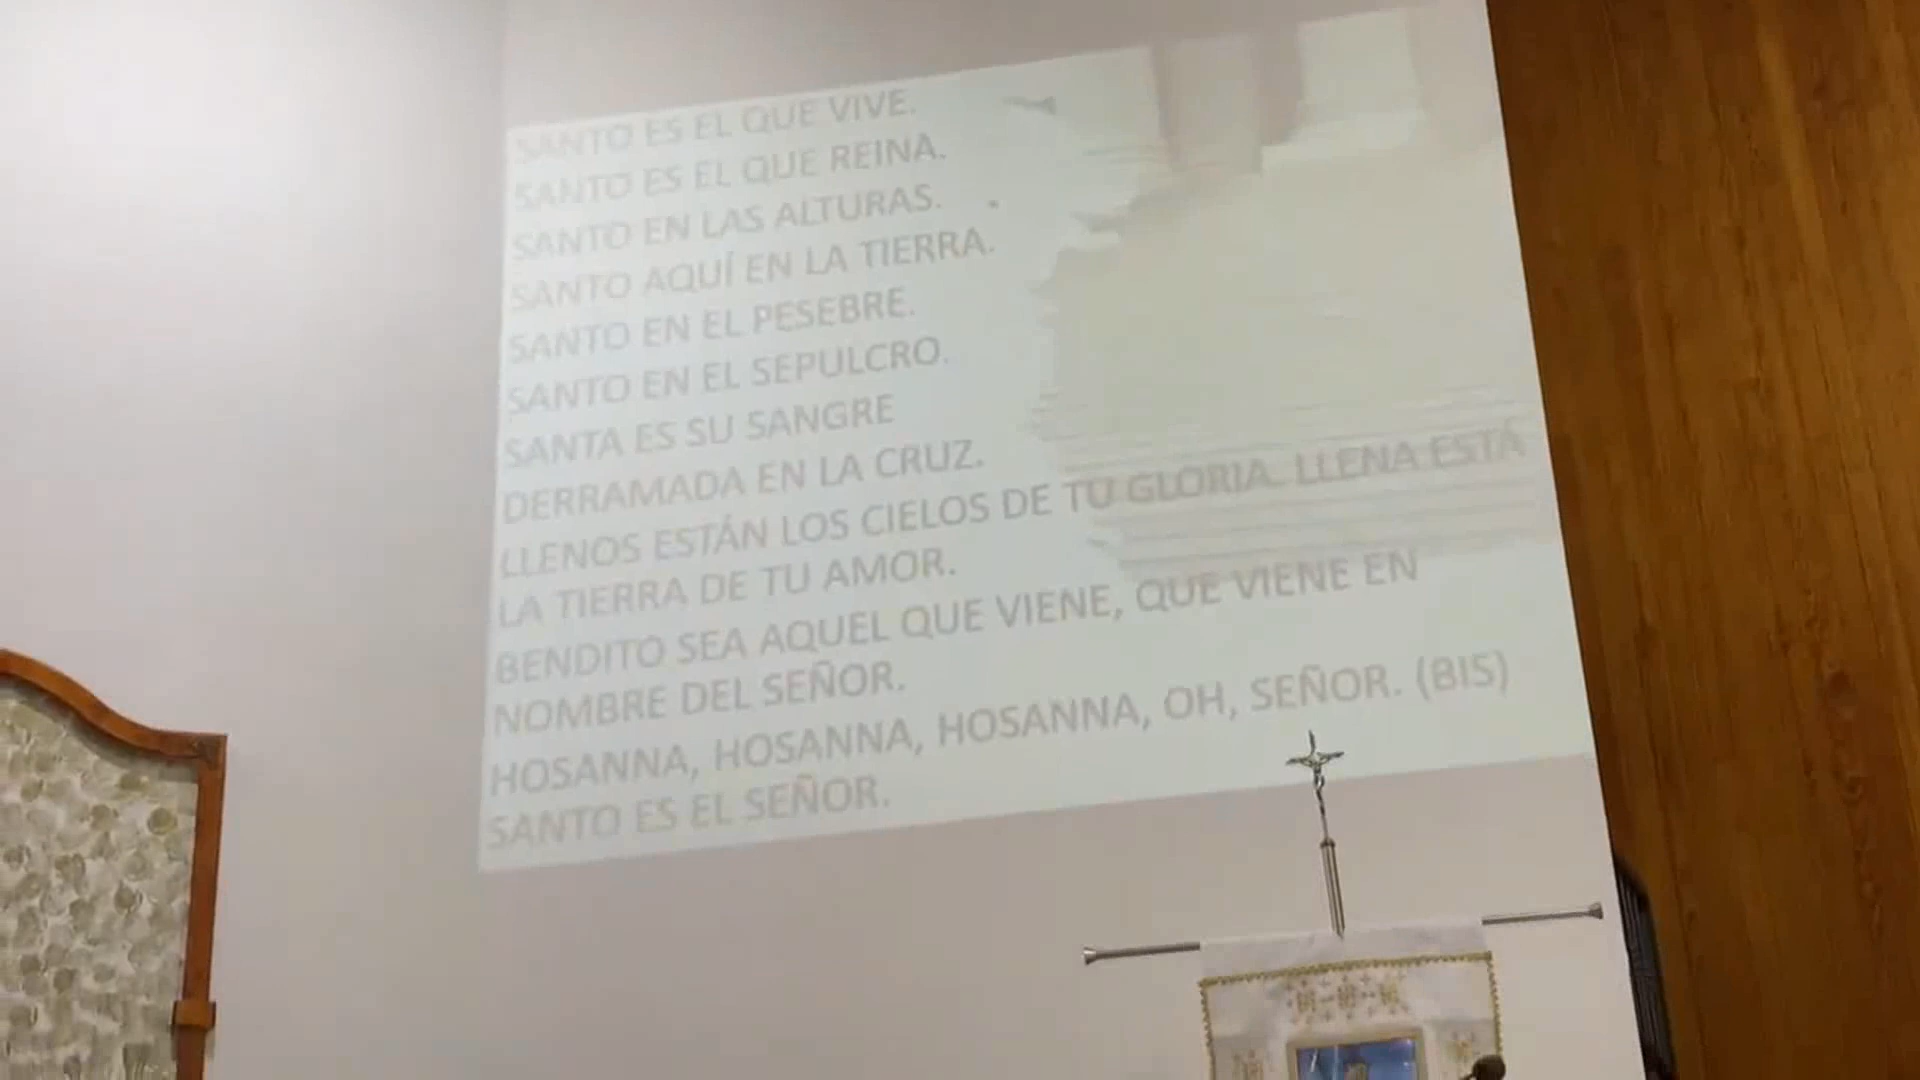 SANTO ES EL QUE VIVE.
SANTO ES EL QUE REINA.
SANTO EN LAS ALTURAS.
SANTO AQUÍ EN LA TIERRA.
SANTO EN EL PESEBRE.
SANTO EN EL SEPULCRO.
SANTA ES SU SANGRE
DERRAMADA EN LA CRUZ.
LLENOS ESTÁN LOS CIELOS DE TU GLORIA. LLENA ESTÁ
LA TIERRA DE TU AMOR.
BENDITO SEA AQUEL QUE VIENE, QUE VIENE EN
NOMBRE DEL SEÑOR.
HOSANNA, HOSANNA, HOSANNA, OH, SEÑOR. (BIS)
SANTO ES EL SEÑOR.